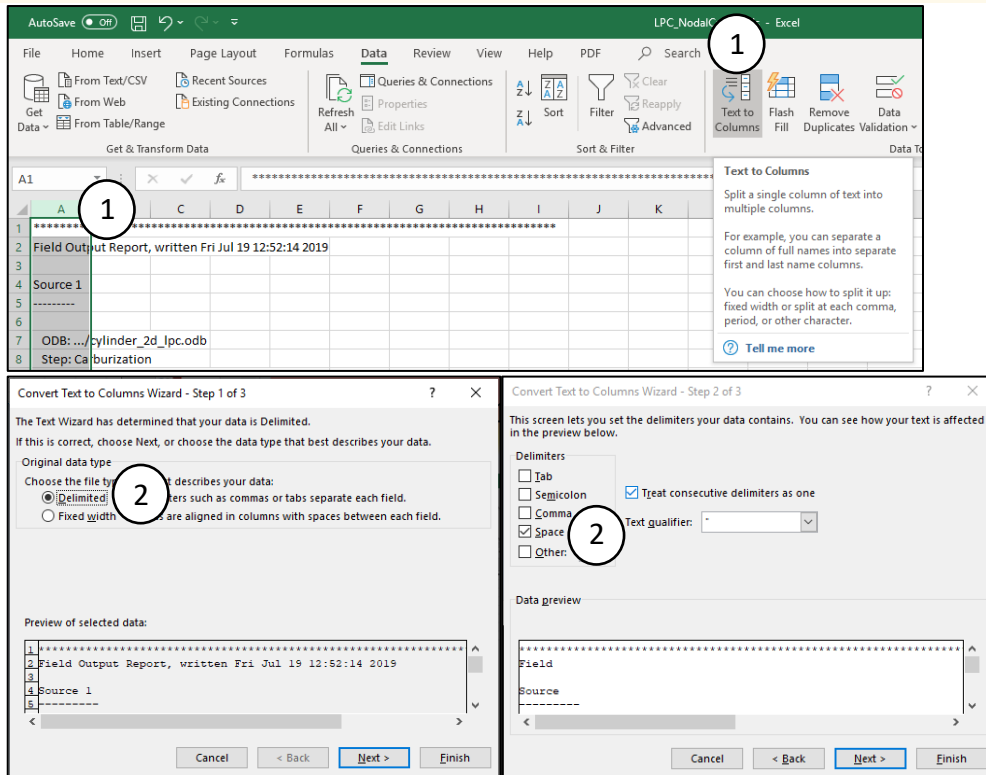 AutoSave Off LPC_NodalC - Excel
File Home Insert Page Layout Formulas Data Review View Help PDF Search
1
Get Data
From Text/CSV
From Web
From Table/Range
Recent Sources
Existing Connections
Get & Transform Data
Refresh All
Queries & Connections
Properties
Edit Links
Queries & Connections
Sort
Filter
Clear
Reapply
Advanced
Sort & Filter
Text to Columns
Flash Fill
Remove Duplicates
Data Validation
Data To
A1 fx ************************************************************************
A 1 C D E F G H I J K
1 ********************************************************************************
2 Field Output Report, written Fri Jul 19 12:52:14 2019
3
4 Source 1
5 ---------
6
7 ODB: .../cylinder_2d_lpc.odb
8 Step: Carburization
Text to Columns
Split a single column of text into
multiple columns.
For example, you can separate a
column of full names into separate
first and last name columns.
You can choose how to split it up:
fixed width or split at each comma,
period, or other character.
Tell me more
Convert Text to Columns Wizard - Step 1 of 3 ? ×
The Text Wizard has determined that your data is Delimited.
If this is correct, choose Next, or choose the data type that best describes your data.
Original data type
Choose the file typ t describes your data:
Delimited 2 ters such as commas or tabs separate each field.
Fixed width s are aligned in columns with spaces between each field.
Preview of selected data:
1 ****************************************************************
2 Field Output Report, written Fri Jul 19 12:52:14 2019
3
4 Source 1
5 ---------
Cancel < Back Next > Finish
Convert Text to Columns Wizard - Step 2 of 3 ? ×
This screen lets you set the delimiters your data contains. You can see how your text is affected
in the preview below.
Delimiters
Tab
Semicolon
Comma
Space
Other:
2
Treat consecutive delimiters as one
Text qualifier: "
Data preview
******************************************************************
Field
Source
---------
Cancel < Back Next > Finish